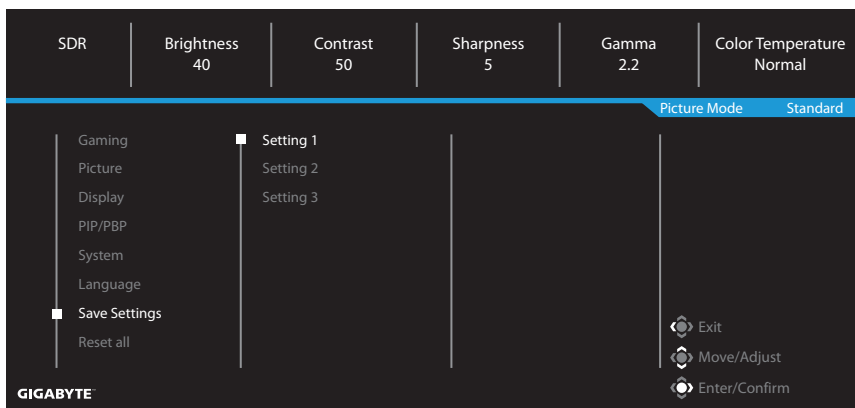 SDR
Brightness
40
Contrast
50
Sharpness
5
Gamma
2.2
Color Temperature
Normal
Picture Mode Standard
Gaming
Picture
Display
PIP/PBP
System
Language
Save Settings
Reset all
Setting 1
Setting 2
Setting 3
Exit
Move/Adjust
Enter/Confirm
GIGABYTE™